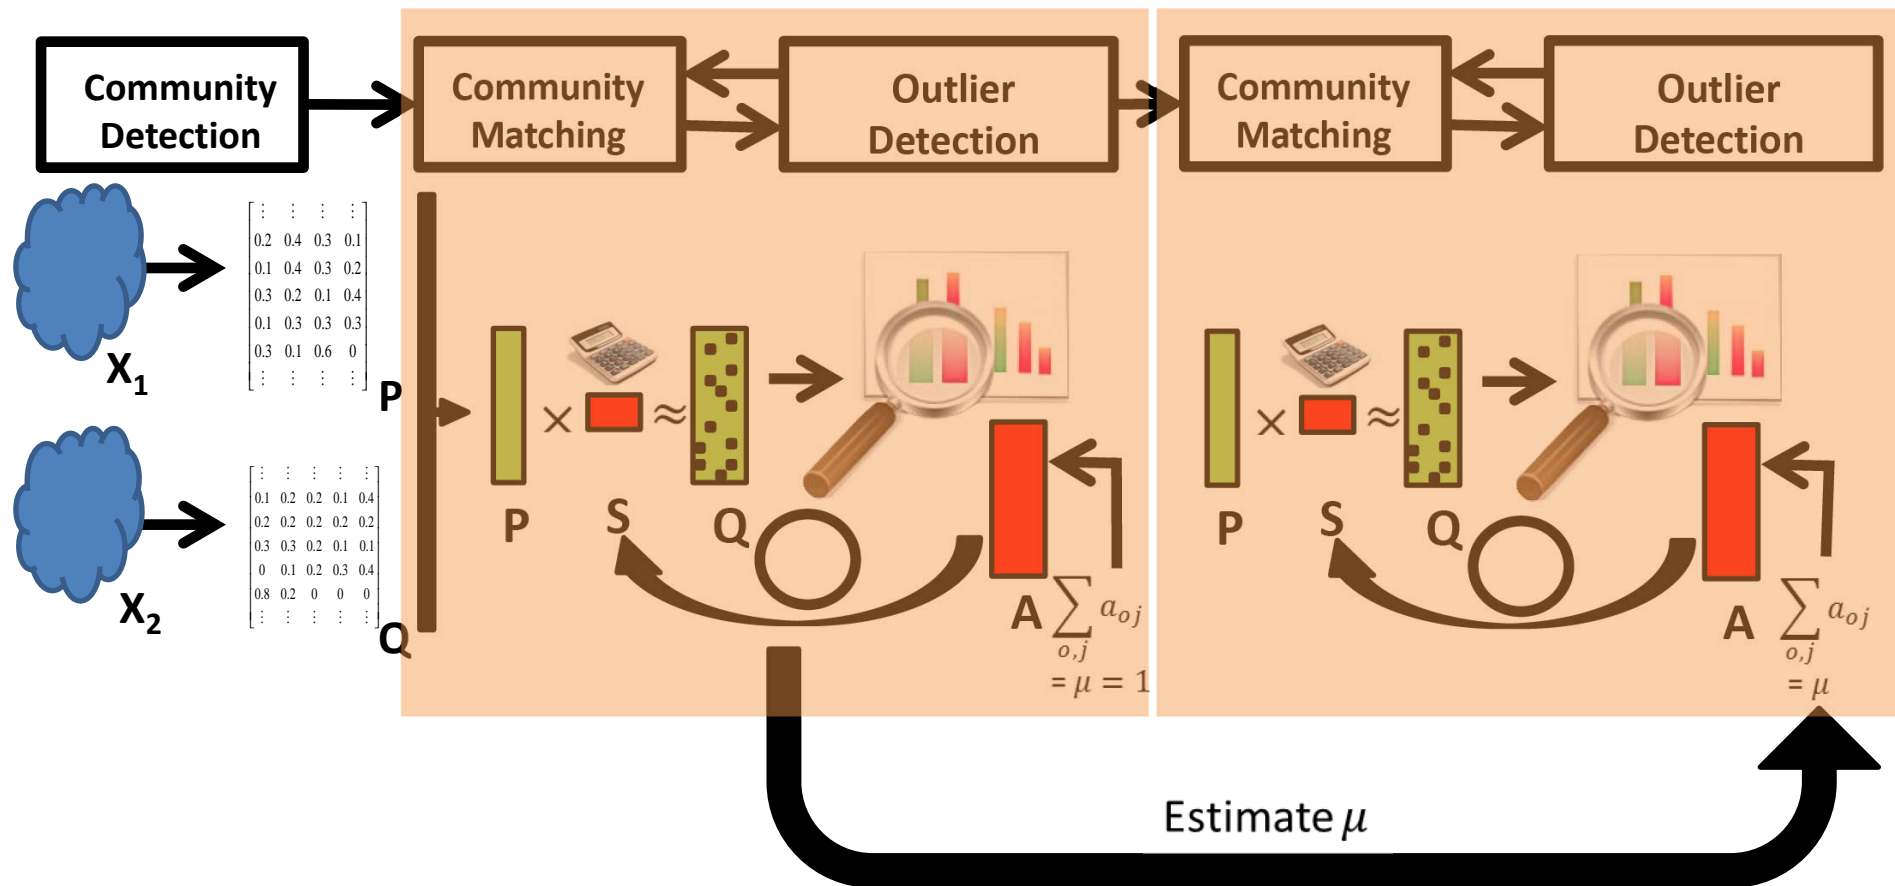 Community
Detection
Community
Matching
Outlier
Detection
Community
Matching
Outlier
Detection
X1
⋮ ⋮ ⋮ ⋮
0.2 0.4 0.3 0.1
0.1 0.4 0.3 0.2
0.3 0.2 0.1 0.4
0.1 0.3 0.3 0.3
0.3 0.1 0.6 0
⋮ ⋮ ⋮ ⋮
P
X2
⋮ ⋮ ⋮ ⋮ ⋮
0.1 0.2 0.2 0.1 0.4
0.2 0.2 0.2 0.2 0.2
0.3 0.3 0.2 0.1 0.1
0 0.1 0.2 0.3 0.4
0.8 0.2 0 0 0
⋮ ⋮ ⋮ ⋮ ⋮
Q
× ≈
P S Q
A ∑ a_oj
o,j
= μ = 1
× ≈
P S Q
A ∑ a_oj
o,j
= μ
Estimate μ